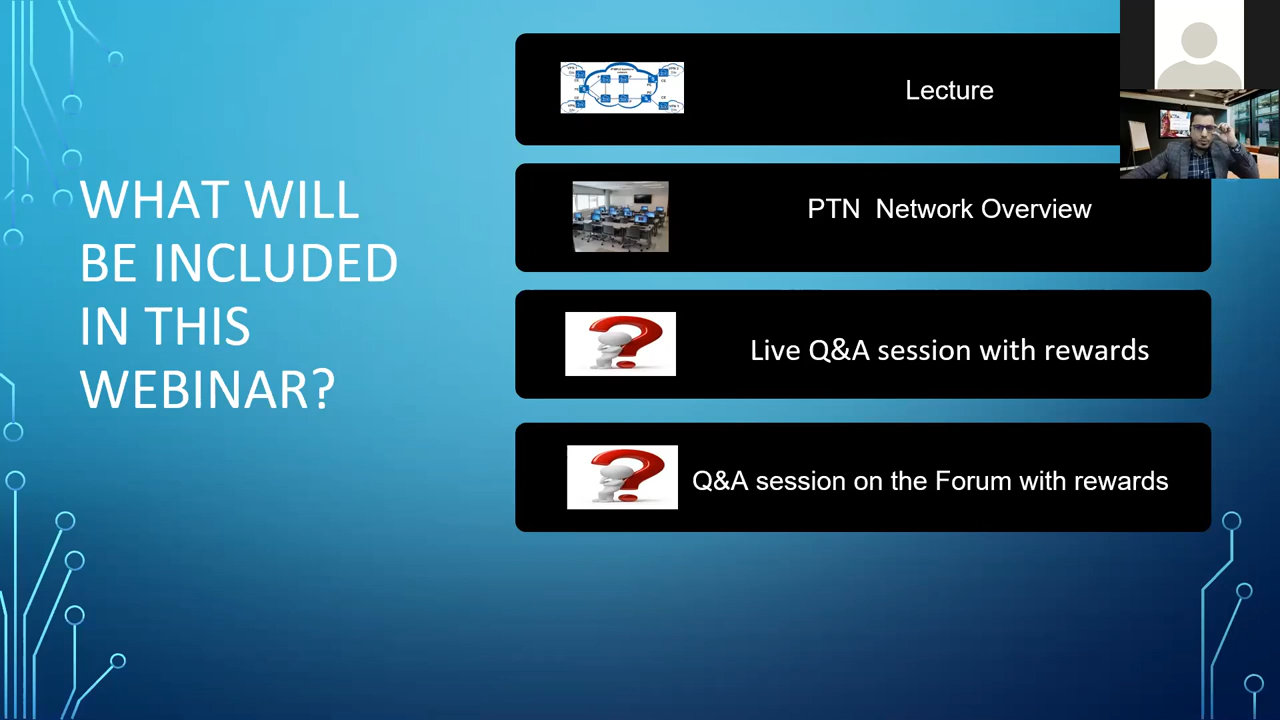 WHAT WILL
BE INCLUDED
IN THIS
WEBINAR?
Lecture
PTN  Network Overview
Live Q&A session with rewards
Q&A session on the Forum with rewards